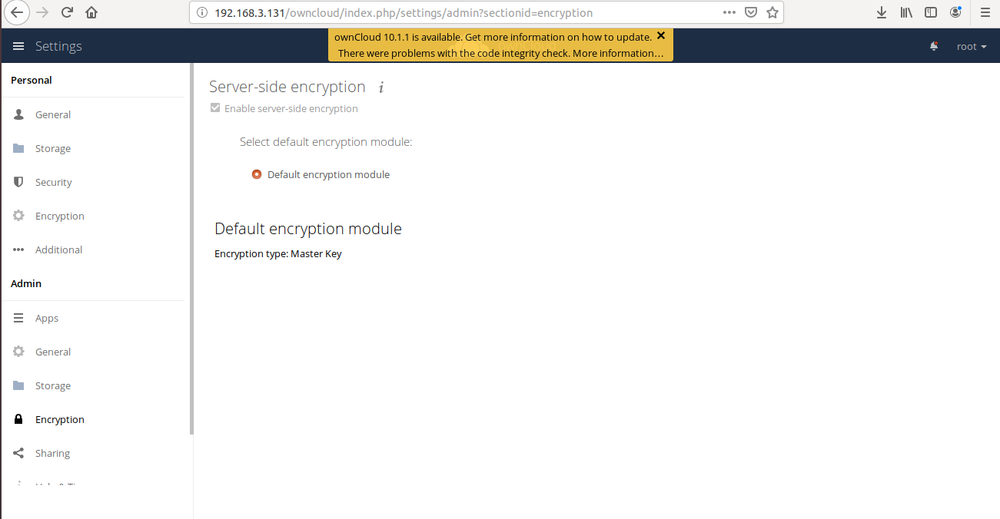 192.168.3.131/owncloud/index.php/settings/admin?sectionid=encryption
Settings
ownCloud 10.1.1 is available. Get more information on how to update.
There were problems with the code integrity check. More information…
root
Personal
General
Storage
Security
Encryption
Additional
Admin
Apps
General
Storage
Encryption
Sharing
Server-side encryption
Enable server-side encryption
Select default encryption module:
Default encryption module
Default encryption module
Encryption type: Master Key